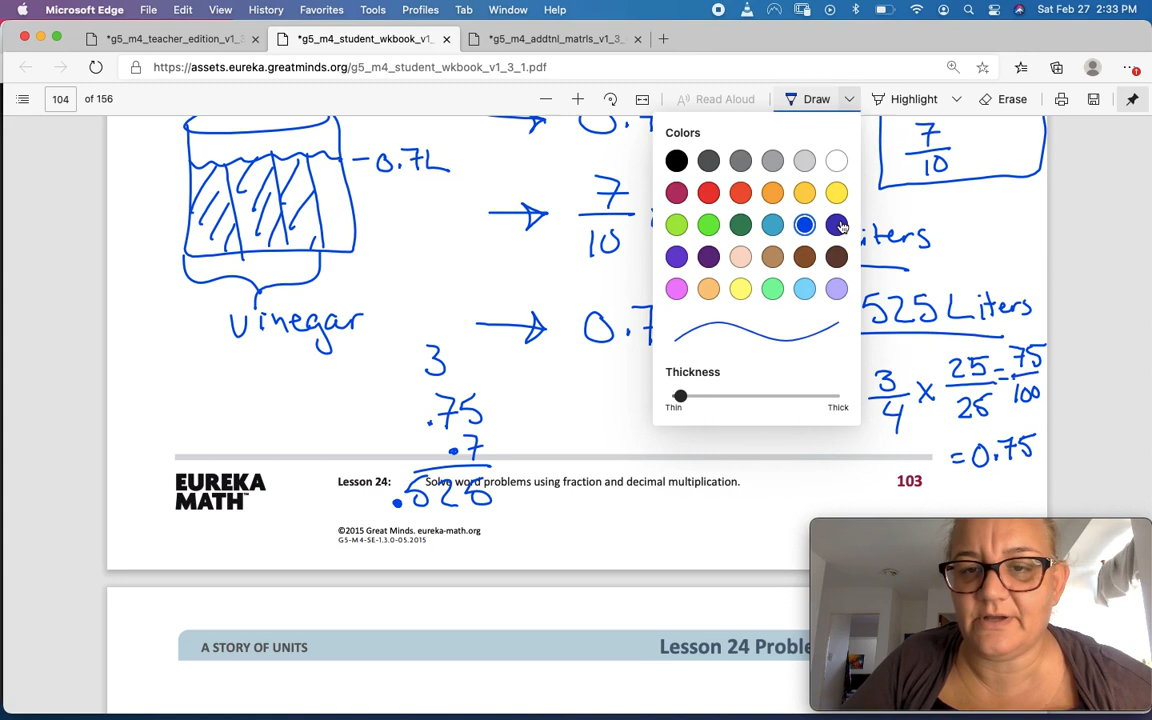 Microsoft Edge File Edit View History Favorites Tools Profiles Tab Window Help Sat Feb 27 2:33 PM
*g5_m4_teacher_edition_v1_3 *g5_m4_student_wkbook_v1_ *g5_m4_addtnl_matrls_v1_3_
https://assets.eureka.greatminds.org/g5_m4_student_wkbook_v1_3_1.pdf
104 of 156 Read Aloud Draw Highlight Erase
Colors
Thickness
Thin Thick
0.7
7/10
-0.7L
7/10
iters
525 Liters
0.7
vinegar
3
.75
.7
.525
3/4 x 25/25 = 75/100
= 0.75
EUREKA MATH™ Lesson 24: Solve word problems using fraction and decimal multiplication. 103
©2015 Great Minds. eureka-math.org
G5-M4-SE-1.3.0-05.2015
A STORY OF UNITS Lesson 24 Proble